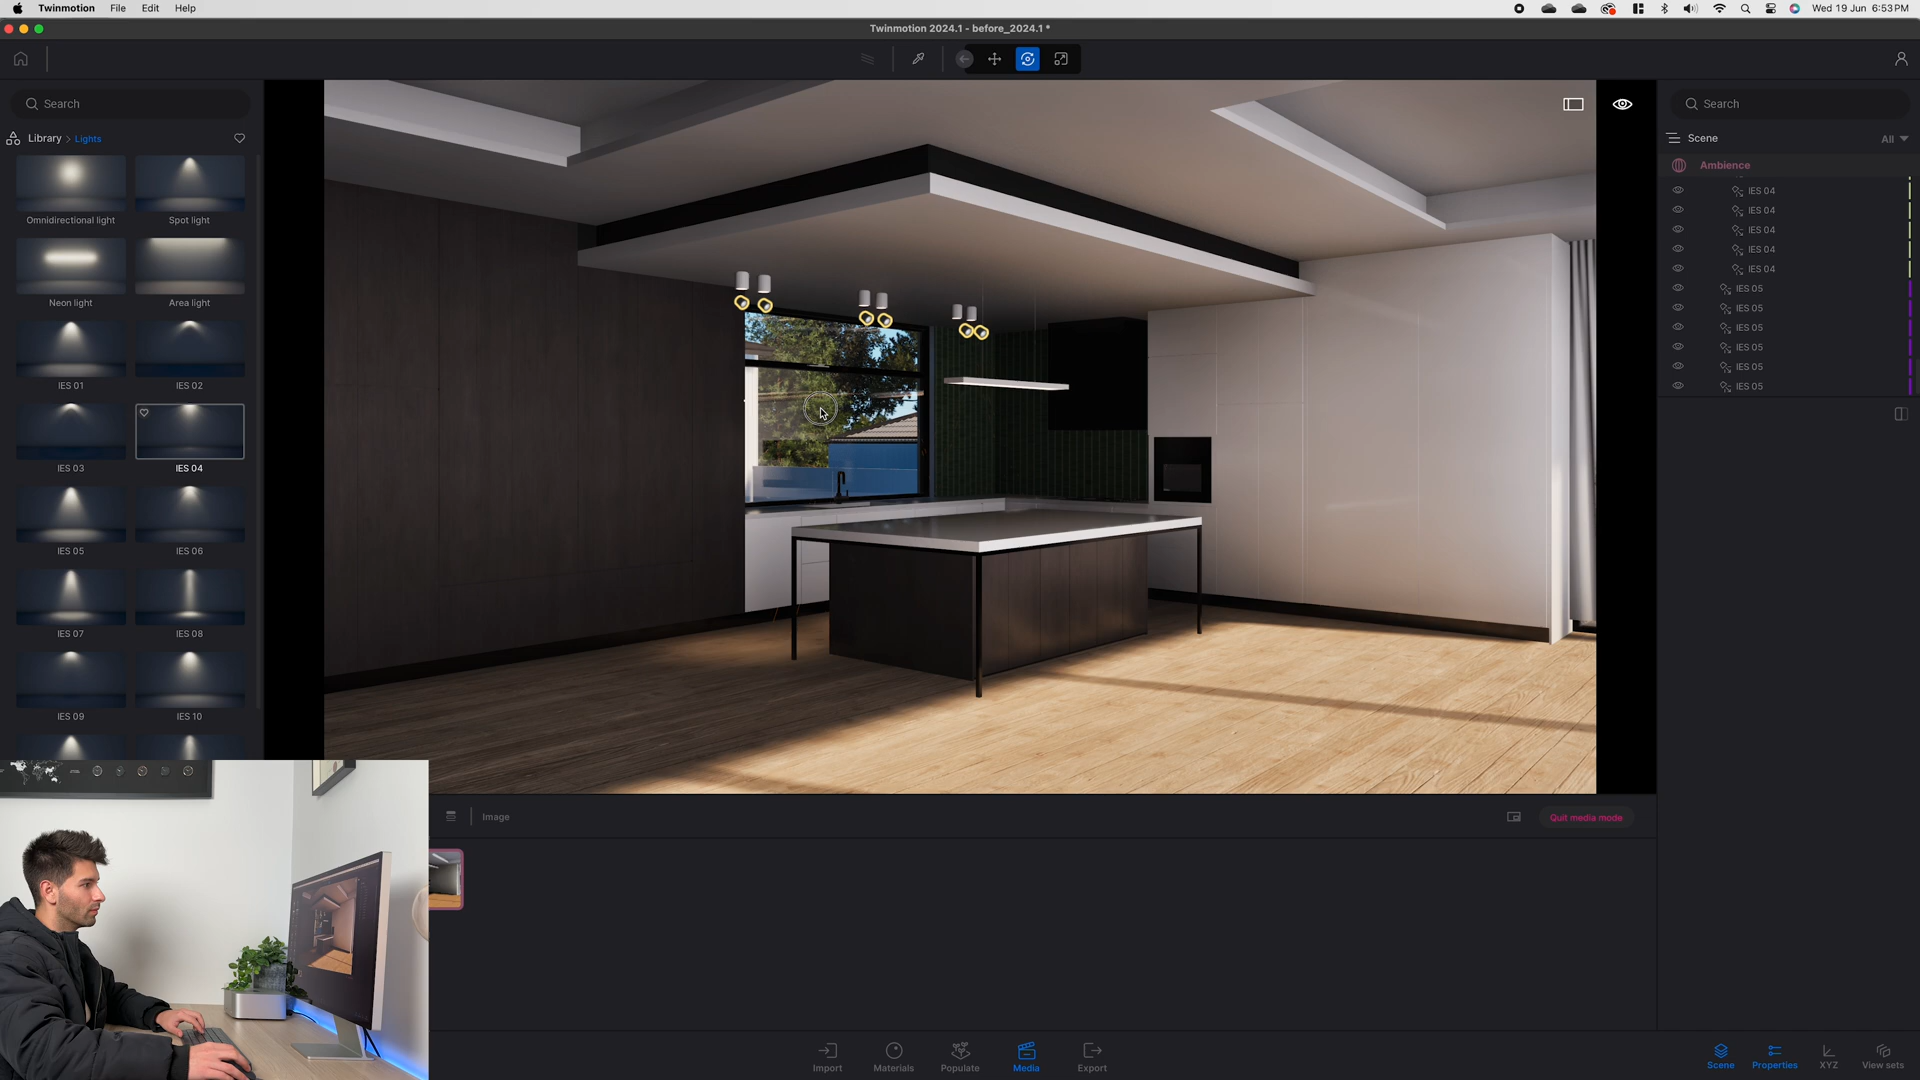 Twinmotion File Edit Help
Wed 19 Jun 6:53PM
Twinmotion 2024.1 - before_2024.1 *
Search
Library > Lights
Omnidirectional light
Spot light
Neon light
Area light
IES 01
IES 02
IES 03
IES 04
IES 05
IES 06
IES 07
IES 08
IES 09
IES 10
Search
Scene
All
Ambience
IES 04
IES 04
IES 04
IES 04
IES 04
IES 05
IES 05
IES 05
IES 05
IES 05
IES 05
Image
Quit media mode
Import
Materials
Populate
Media
Export
Scene
Properties
XYZ
View sets